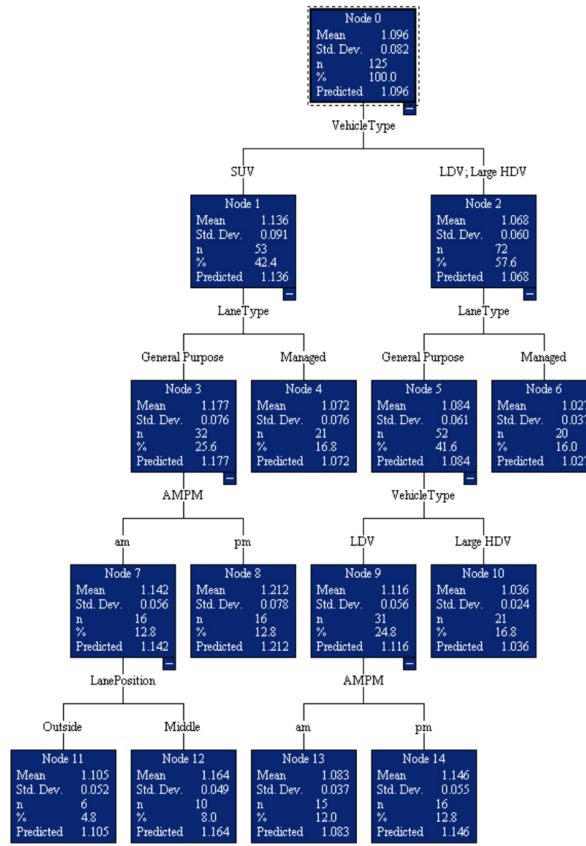 Node 0
Mean 1.096
Std. Dev. 0.082
n 125
% 100.0
Predicted 1.096
VehicleType
SUV
LDV; Large HDV
Node 1
Mean 1.136
Std. Dev. 0.091
n 53
% 42.4
Predicted 1.136
Node 2
Mean 1.068
Std. Dev. 0.060
n 72
% 57.6
Predicted 1.068
LaneType
LaneType
General Purpose
Managed
General Purpose
Managed
Node 3
Mean 1.177
Std. Dev. 0.076
n 32
% 25.6
Predicted 1.177
Node 4
Mean 1.072
Std. Dev. 0.076
n 21
% 16.8
Predicted 1.072
Node 5
Mean 1.084
Std. Dev. 0.061
n 52
% 41.6
Predicted 1.084
Node 6
Mean 1.027
Std. Dev. 0.037
n 20
% 16.0
Predicted 1.027
AMPM
VehicleType
am
pm
LDV
Large HDV
Node 7
Mean 1.142
Std. Dev. 0.056
n 16
% 12.8
Predicted 1.142
Node 8
Mean 1.212
Std. Dev. 0.078
n 16
% 12.8
Predicted 1.212
Node 9
Mean 1.116
Std. Dev. 0.056
n 31
% 24.8
Predicted 1.116
Node 10
Mean 1.036
Std. Dev. 0.024
n 21
% 16.8
Predicted 1.036
LanePosition
AMPM
Outside
Middle
am
pm
Node 11
Mean 1.105
Std. Dev. 0.052
n 6
% 4.8
Predicted 1.105
Node 12
Mean 1.164
Std. Dev. 0.049
n 10
% 8.0
Predicted 1.164
Node 13
Mean 1.083
Std. Dev. 0.037
n 15
% 12.0
Predicted 1.083
Node 14
Mean 1.146
Std. Dev. 0.055
n 16
% 12.8
Predicted 1.146